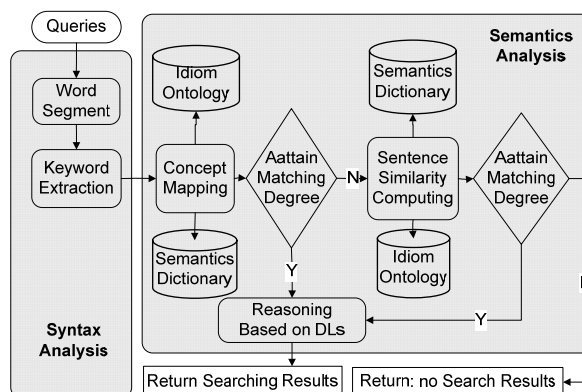 Queries
Word
Segment
Keyword
Extraction
Syntax
Analysis
Semantics
Analysis
Idiom
Ontology
Concept
Mapping
Semantics
Dictionary
Aattain
Matching
Degree
N
Y
Semantics
Dictionary
Sentence
Similarity
Computing
Idiom
Ontology
Aattain
Matching
Degree
Y
Reasoning
Based on DLs
Return Searching Results
Return: no Search Results